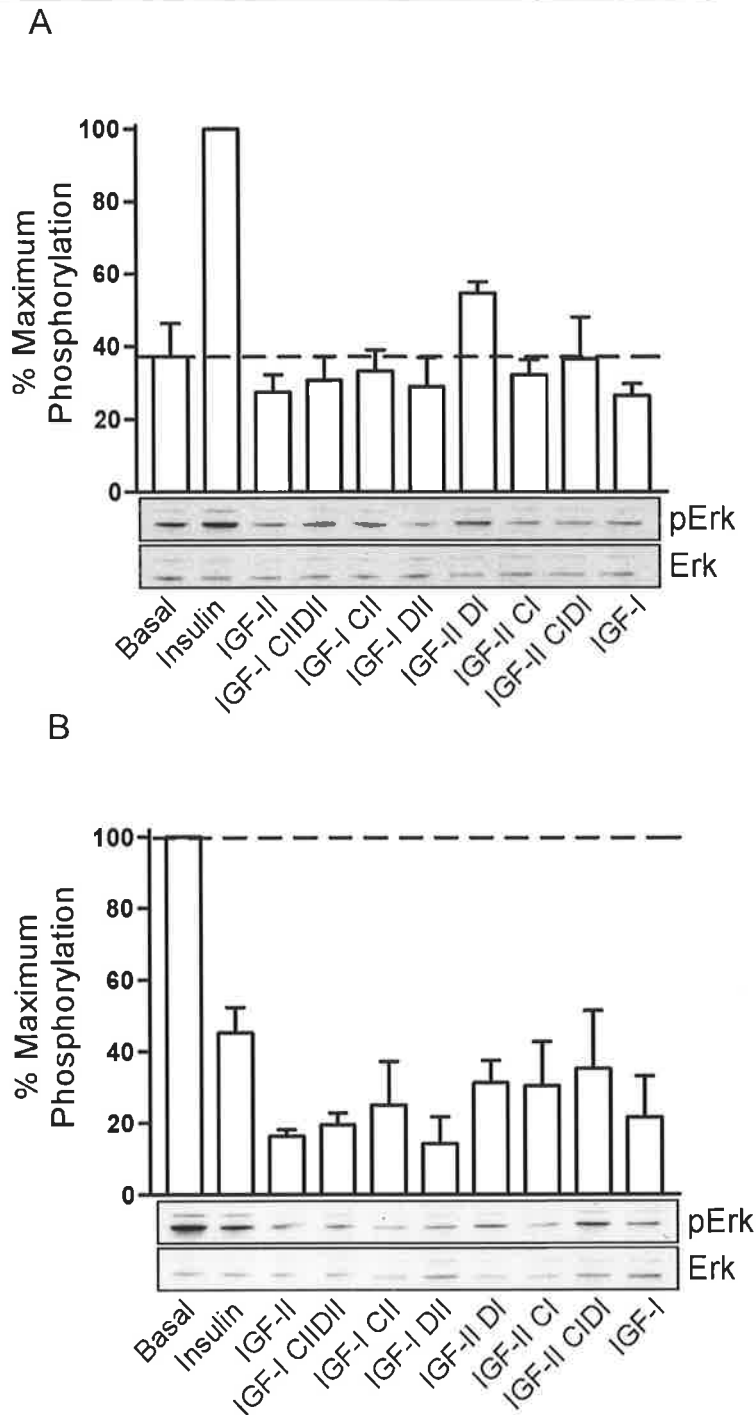 A
100
80
60
40
20
0
% Maximum
Phosphorylation
pErk
Erk
Basal
Insulin
IGF-II
IGF-I CIIDII
IGF-I CII
IGF-I DII
IGF-II DI
IGF-II CI
IGF-II CIDI
IGF-I
B
100
80
60
40
20
0
% Maximum
Phosphorylation
pErk
Erk
Basal
Insulin
IGF-II
IGF-I CIIDII
IGF-I CII
IGF-I DII
IGF-II DI
IGF-II CI
IGF-II CIDI
IGF-I